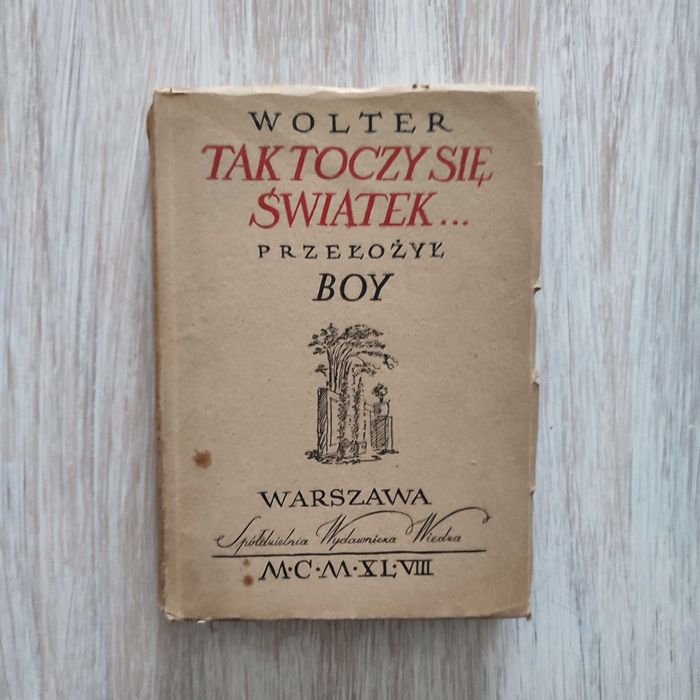 WOLTER
TAK TOCZY SIĘ
ŚWIATEK...
PRZEŁOŻYŁ
BOY
WARSZAWA
Spółdzielnia Wydawnicza Wiedza
M·C·M·XL·VIII